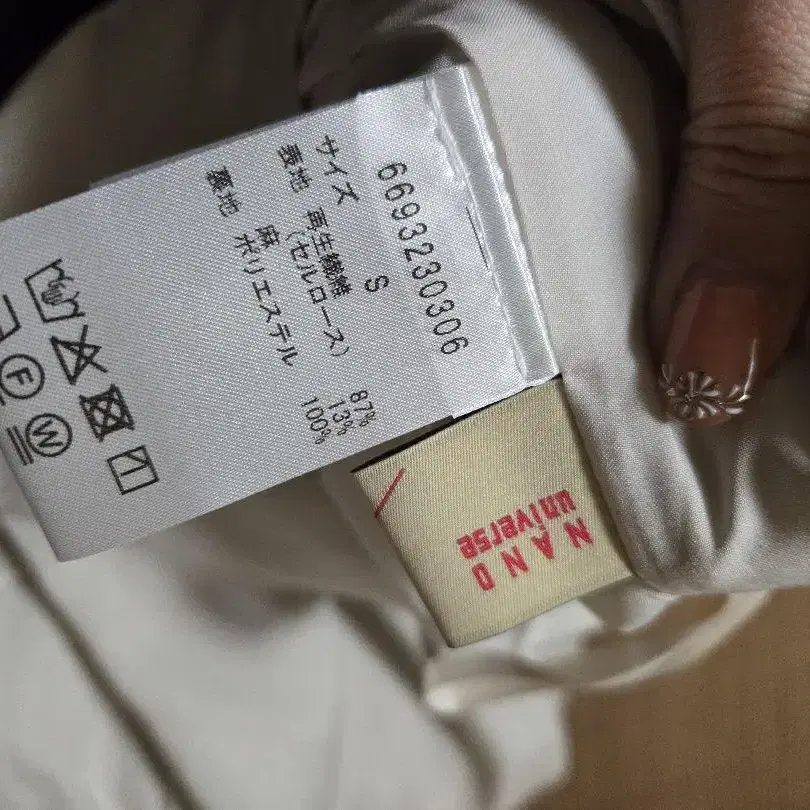 6693230306
サイズ S
表地 再生繊維
(セルロース) 87%
麻 13%
裏地 ポリエステル 100%
F
W
NANO
universe